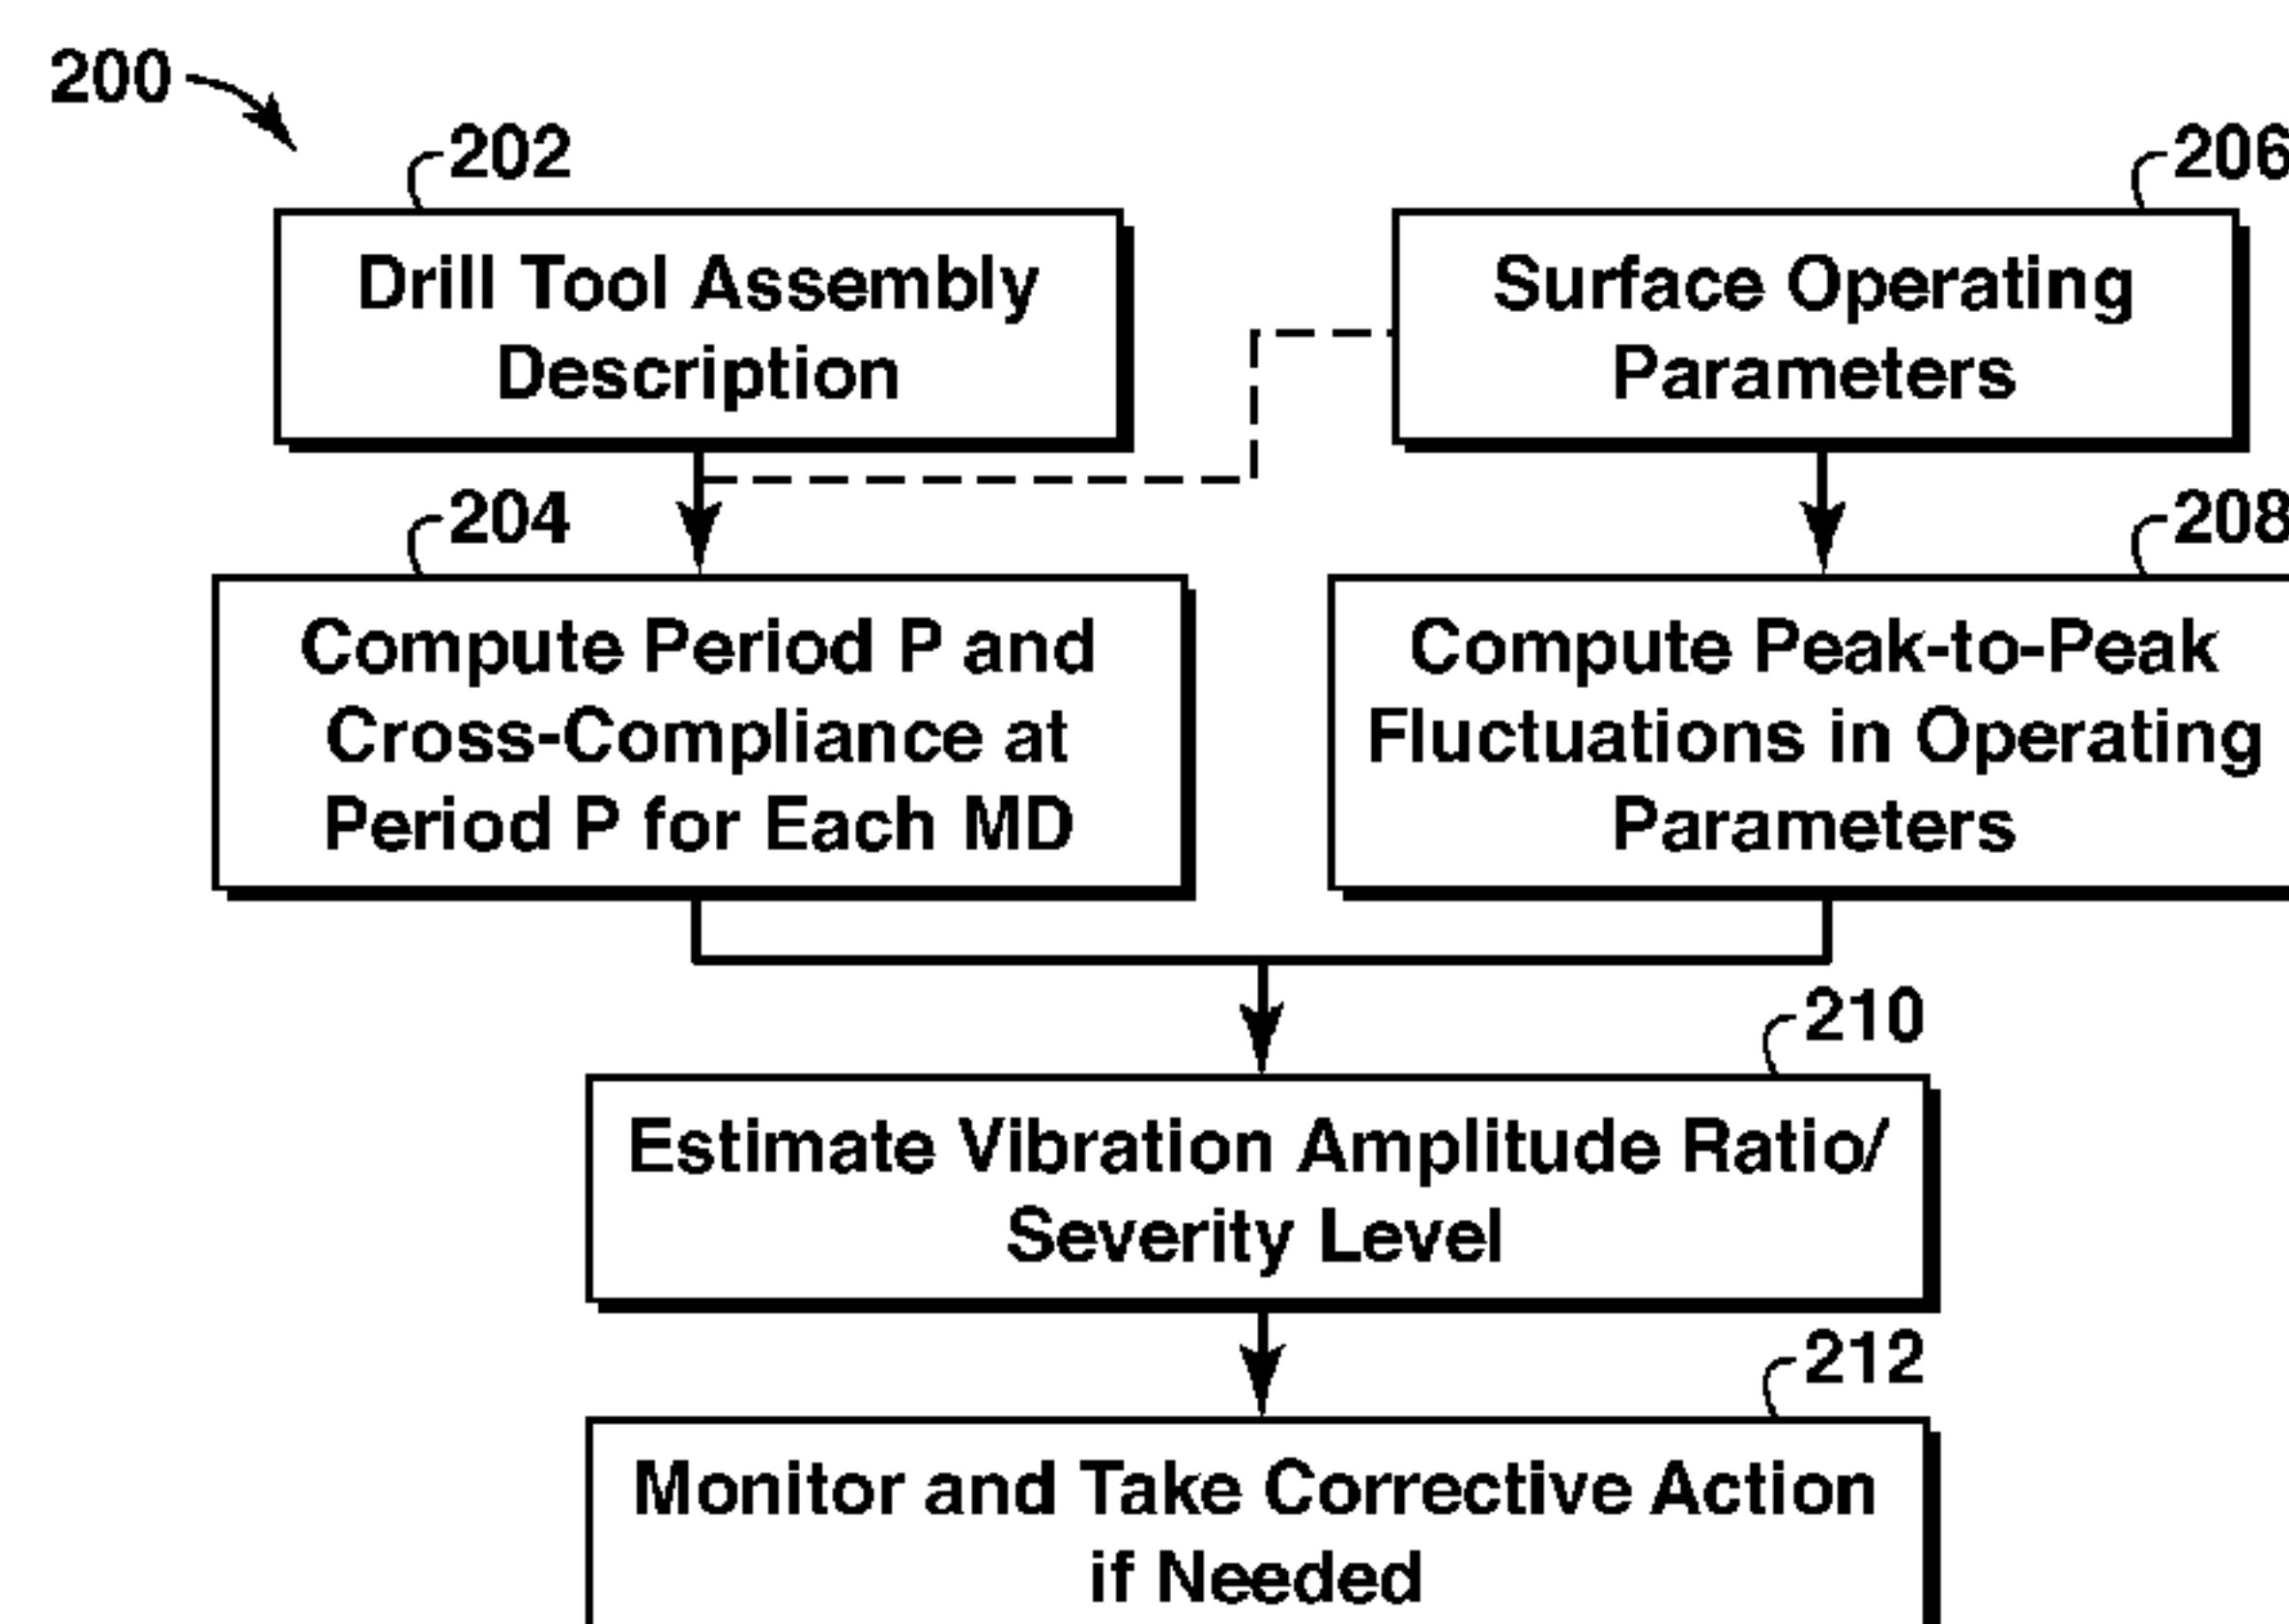 200
202
Drill Tool Assembly
Description
206
Surface Operating
Parameters
204
Compute Period P and
Cross-Compliance at
Period P for Each MD
208
Compute Peak-to-Peak
Fluctuations in Operating
Parameters
210
Estimate Vibration Amplitude Ratio/
Severity Level
212
Monitor and Take Corrective Action
if Needed